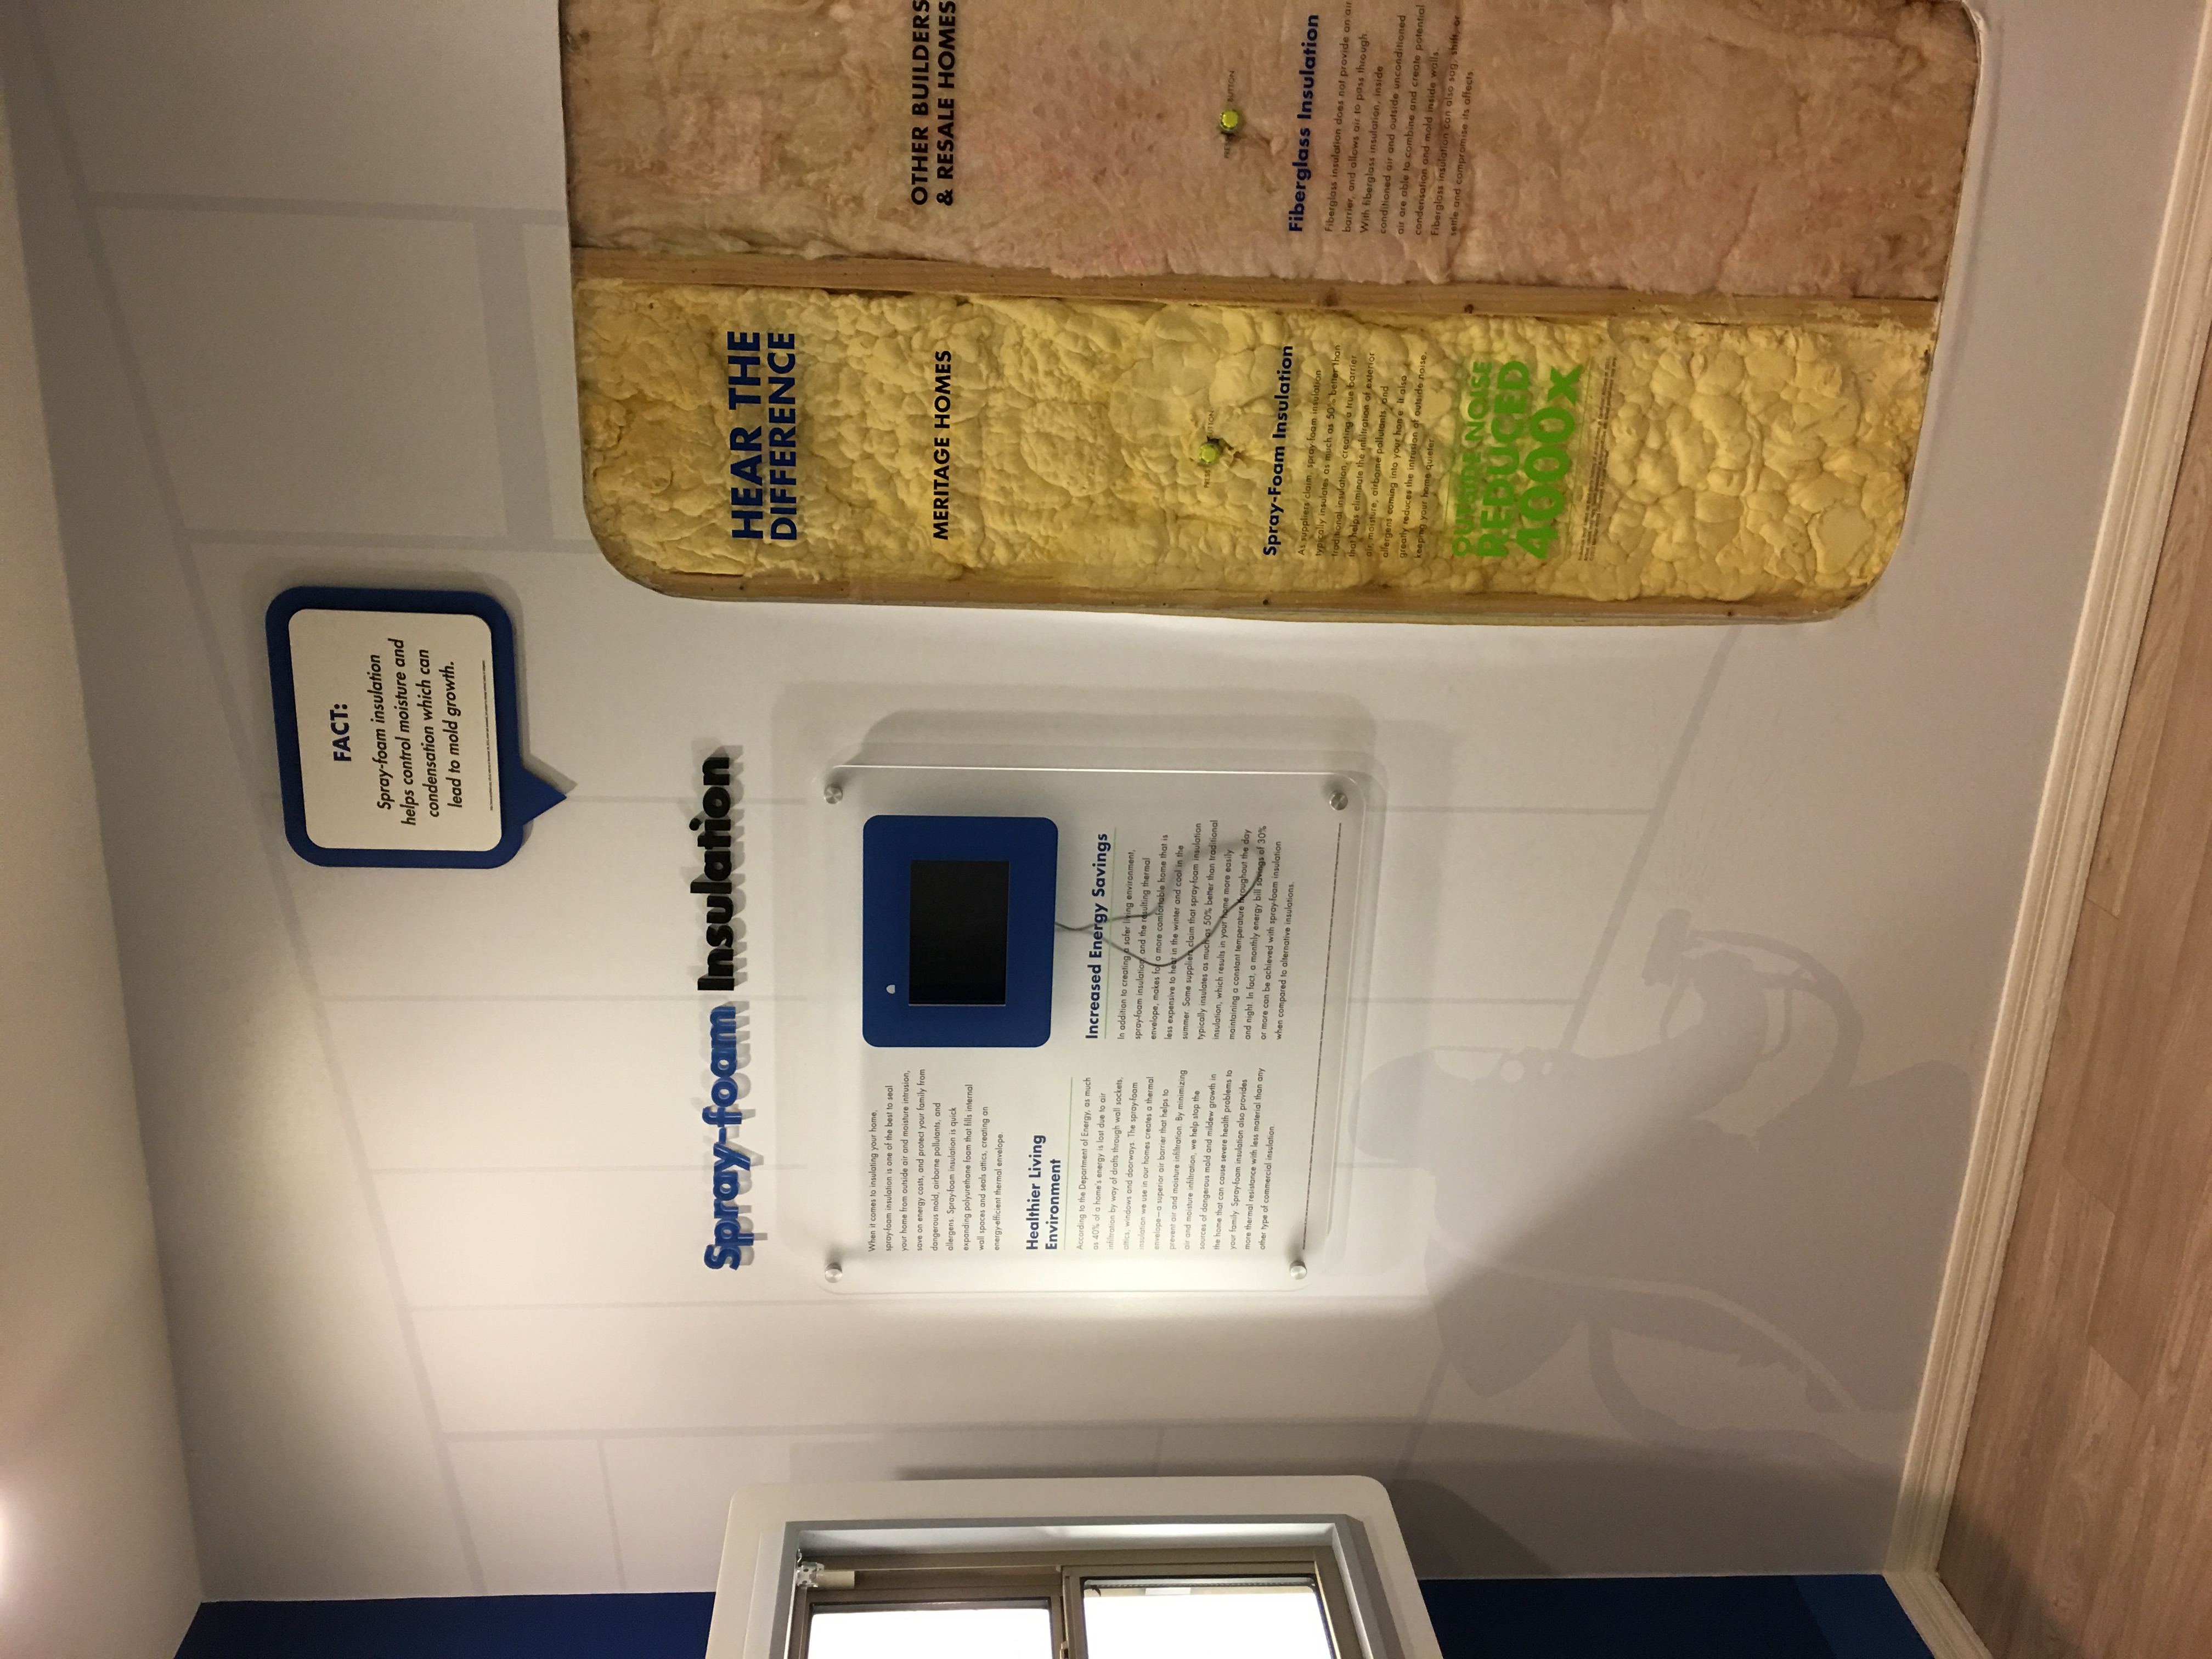 FACT:
Spray-foam insulation
helps control moisture and
condensation which can
lead to mold growth.
Spray-foam Insulation
When it comes to insulating your home,
spray-foam insulation is one of the best to seal
your home from outside air and moisture intrusion,
save on energy costs, and protect your family from
dangerous mold, airborne pollutants, and
allergens. Spray-foam insulation is quick
expanding polyurethane foam that fills internal
wall spaces and seals attics, creating an
energy-efficient thermal envelope.
Healthier Living
Environment
According to the Department of Energy, as much
as 40% of a home's energy is lost due to air
infiltration by way of drafts through wall sockets,
attics, windows and doorways. The spray-foam
insulation we use in our homes creates a thermal
envelope—a superior air barrier that helps to
prevent air and moisture infiltration. By minimizing
air and moisture infiltration, we help stop the
sources of dangerous mold and mildew growth in
the home that can cause severe health problems to
your family. Spray-foam insulation also provides
more thermal resistance with less material than any
other type of commercial insulation.
Increased Energy Savings
In addition to creating a safer living environment,
spray-foam insulation, and the resulting thermal
envelope, makes for a more comfortable home that is
less expensive to heat in the winter and cool in the
summer. Some suppliers claim that spray-foam insulation
typically insulates as much as 50% better than traditional
insulation, which results in your home more easily
maintaining a constant temperature throughout the day
and night. In fact, a monthly energy bill savings of 30%
or more can be achieved with spray-foam insulation
when compared to alternative insulations.
HEAR THE
DIFFERENCE
MERITAGE HOMES
PRESS BUTTON
Spray-Foam Insulation
As suppliers claim, spray-foam insulation
typically insulates as much as 50% better than
traditional insulation, creating a true barrier
that helps eliminate the infiltration of exterior
air, moisture, airborne pollutants, and
allergens coming into your home. It also
greatly reduces the intrusion of outside noise,
keeping your home quieter.
OUTSIDE NOISE
REDUCED
4000x
OTHER BUILDERS
& RESALE HOMES
PRESS BUTTON
Fiberglass Insulation
Fiberglass insulation does not provide an air
barrier, and allows air to pass through.
With fiberglass insulation, inside
conditioned air and outside unconditioned
air are able to combine and create potential
condensation and mold inside walls.
Fiberglass insulation can also sag, shift, or
settle and compromise its affects.